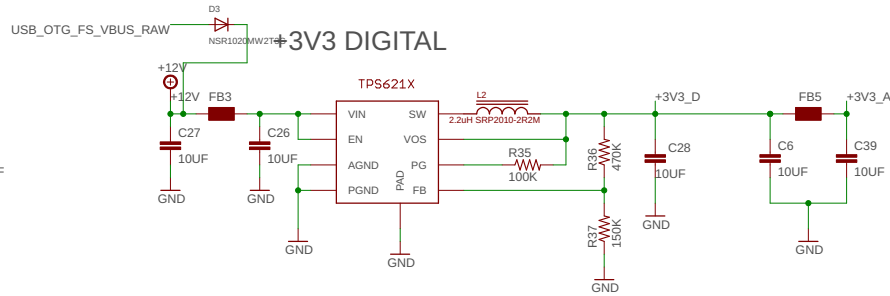 D3
USB_OTG_FS_VBUS_RAW
+3V3 DIGITAL
+12V
+12V
FB3
TPS621X
L2
2.2uH SRP2010-2R2M
+3V3_D
FB5
+3V3_A
VIN
SW
C27
10UF
C26
10UF
EN
VOS
R35
100K
R36
470K
C28
10UF
C6
10UF
C39
10UF
AGND
PG
PGND
PAD
FB
F
GND
GND
R37
150K
GND
GND
GND
GND
GND